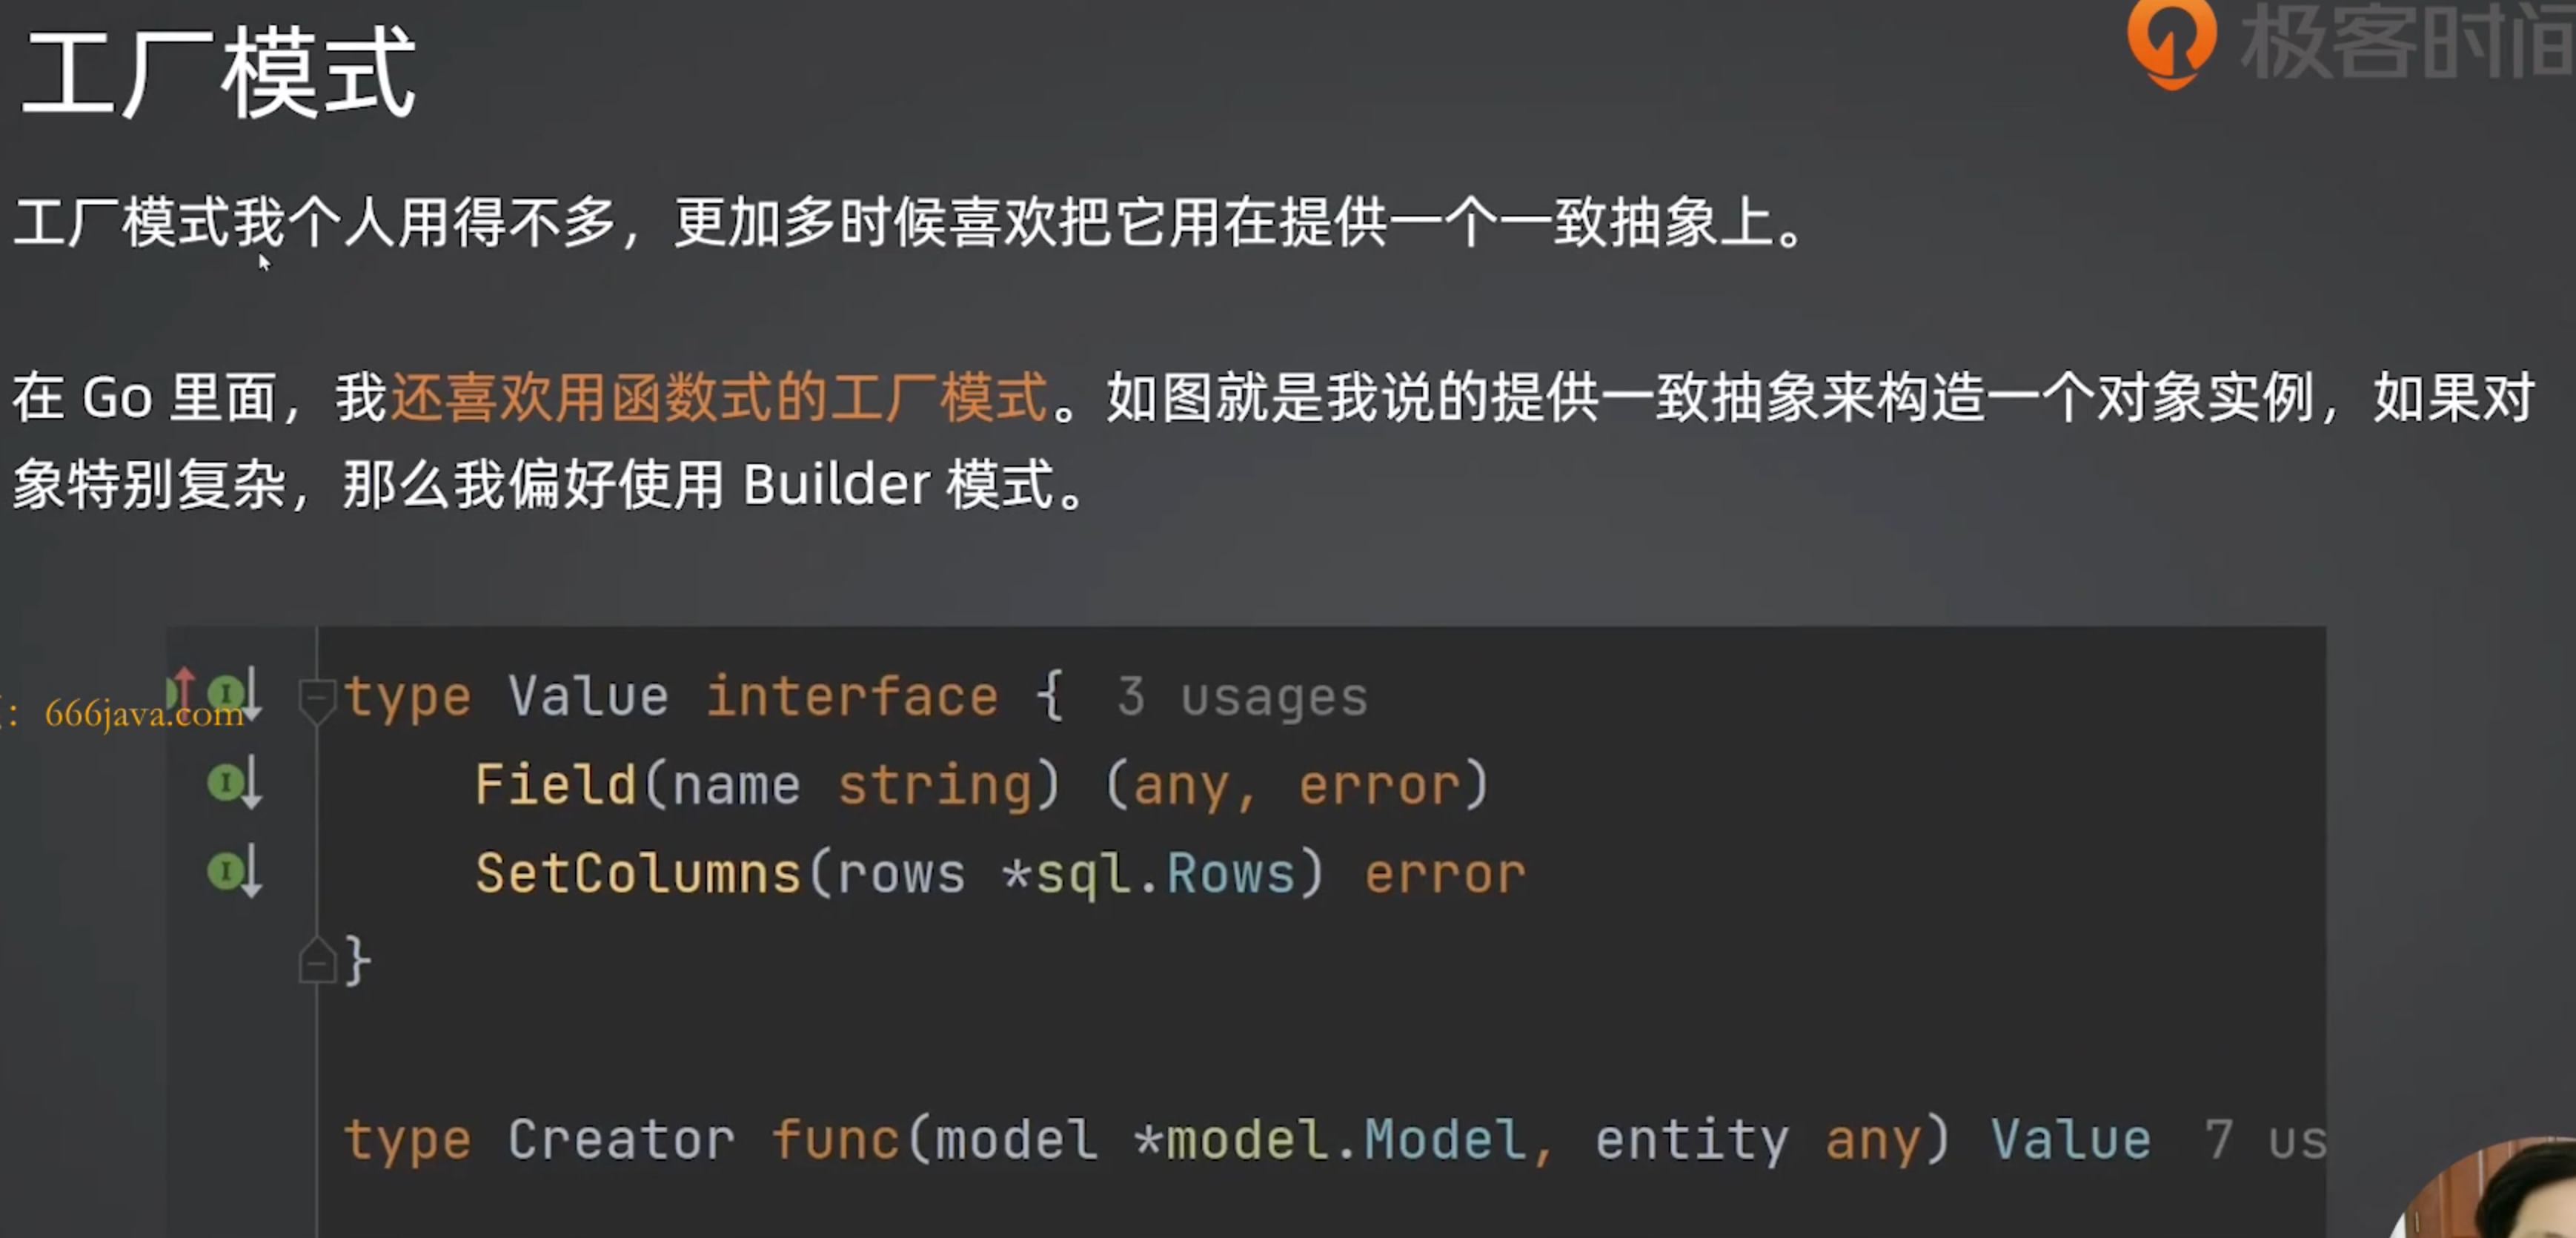 工厂模式
极客时间
工厂模式我个人用得不多，更加多时候喜欢把它用在提供一个一致抽象上。
在 Go 里面，我还喜欢用函数式的工厂模式。如图就是我说的提供一致抽象来构造一个对象实例，如果对
象特别复杂，那么我偏好使用 Builder 模式。
type Value interface { 3 usages
: 666java.com
Field(name string) (any, error)
SetColumns(rows *sql.Rows) error
}
type Creator func(model *model.Model, entity any) Value 7 us